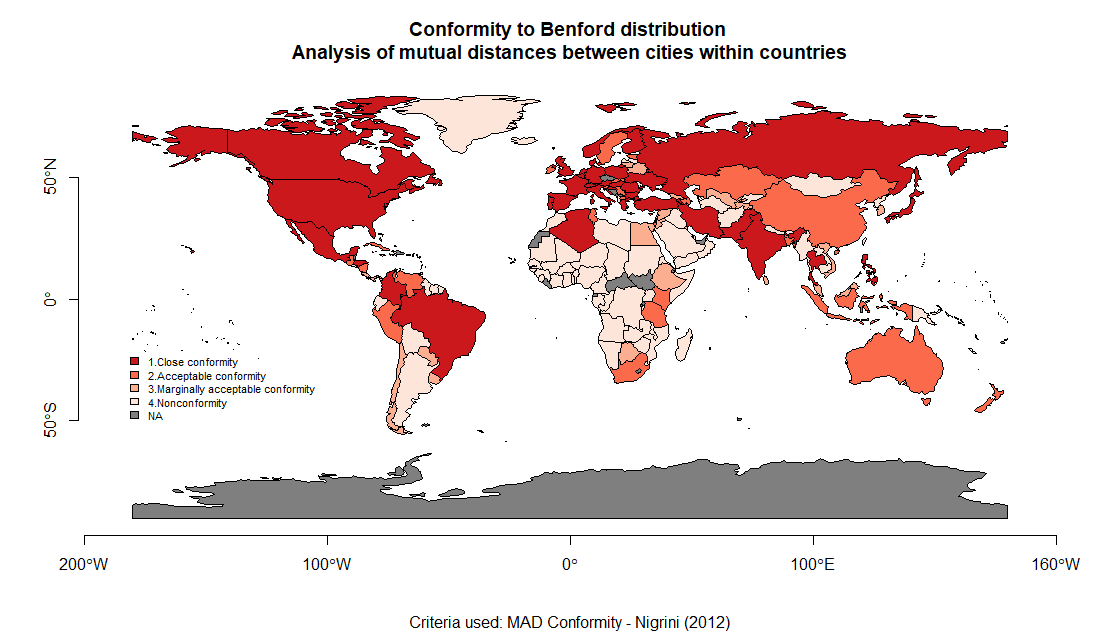 Conformity to Benford distribution
Analysis of mutual distances between cities within countries
50°N
0°
50°S
1.Close conformity
2.Acceptable conformity
3.Marginally acceptable conformity
4.Nonconformity
NA
200°W 100°W 0° 100°E 160°W
Criteria used: MAD Conformity - Nigrini (2012)